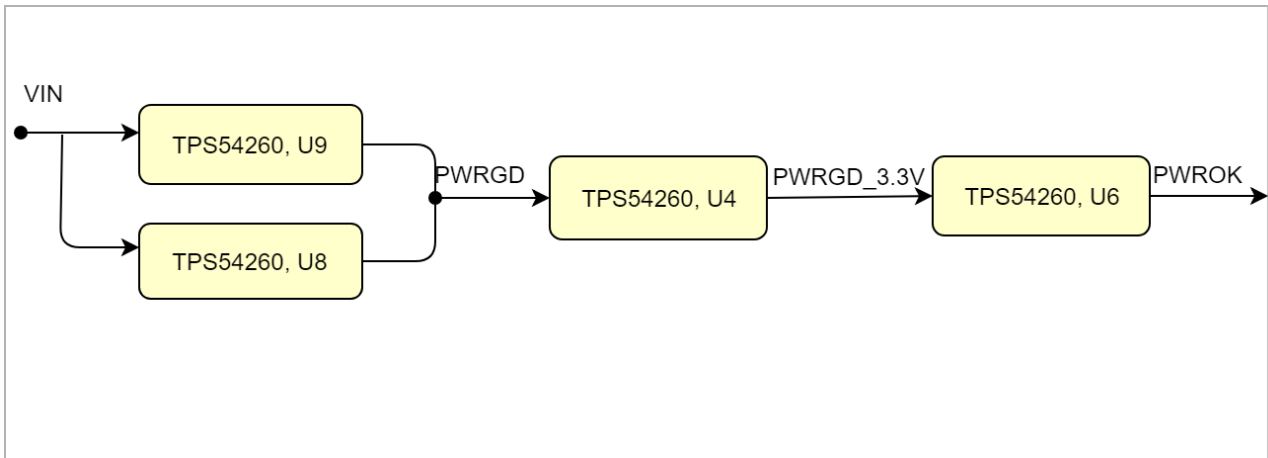 VIN
TPS54260, U9
TPS54260, U8
PWRGD
TPS54260, U4
PWRGD_3.3V
TPS54260, U6
PWROK